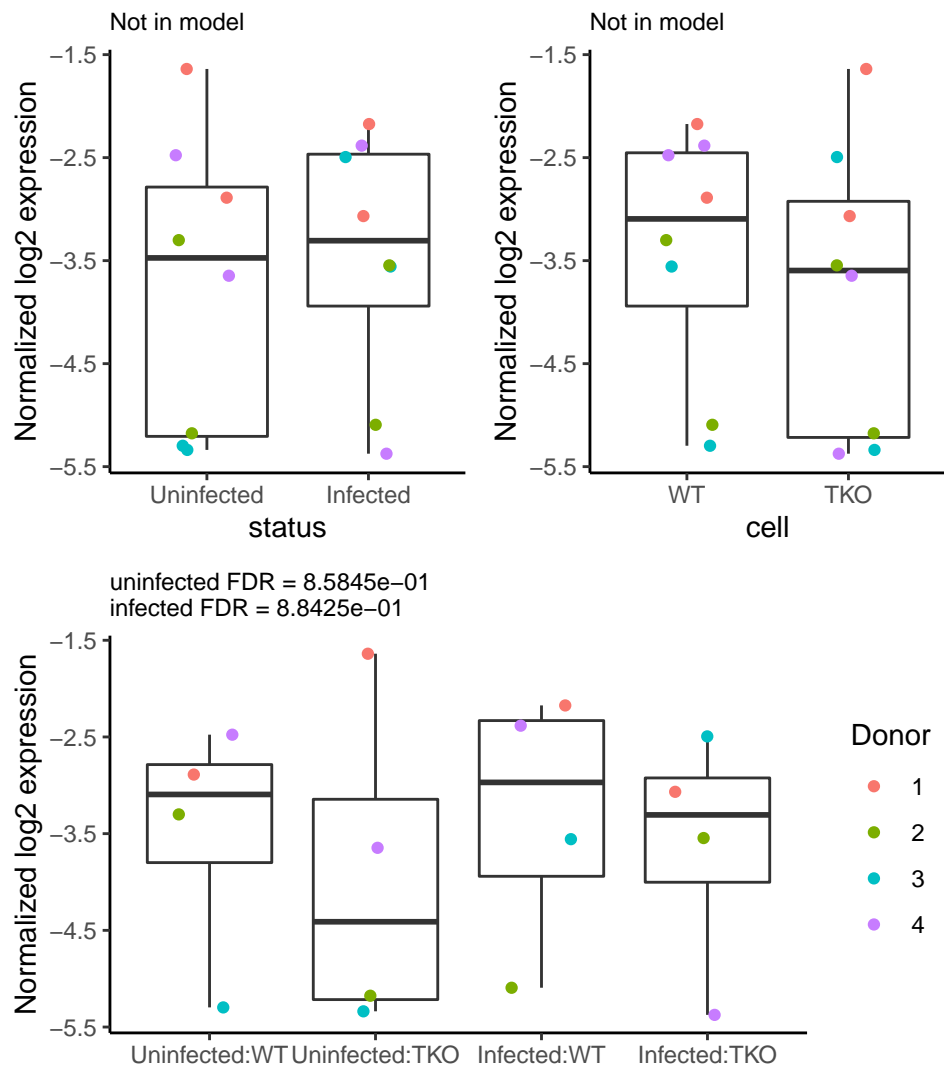 Not in model
Normalized log2 expression
−1.5
−2.5
−3.5
−4.5
−5.5
Uninfected
Infected
status
Not in model
Normalized log2 expression
−1.5
−2.5
−3.5
−4.5
−5.5
WT
TKO
cell
uninfected FDR = 8.5845e−01
infected FDR = 8.8425e−01
Normalized log2 expression
−1.5
−2.5
−3.5
−4.5
−5.5
Uninfected:WT
Uninfected:TKO
Infected:WT
Infected:TKO
Donor
1
2
3
4